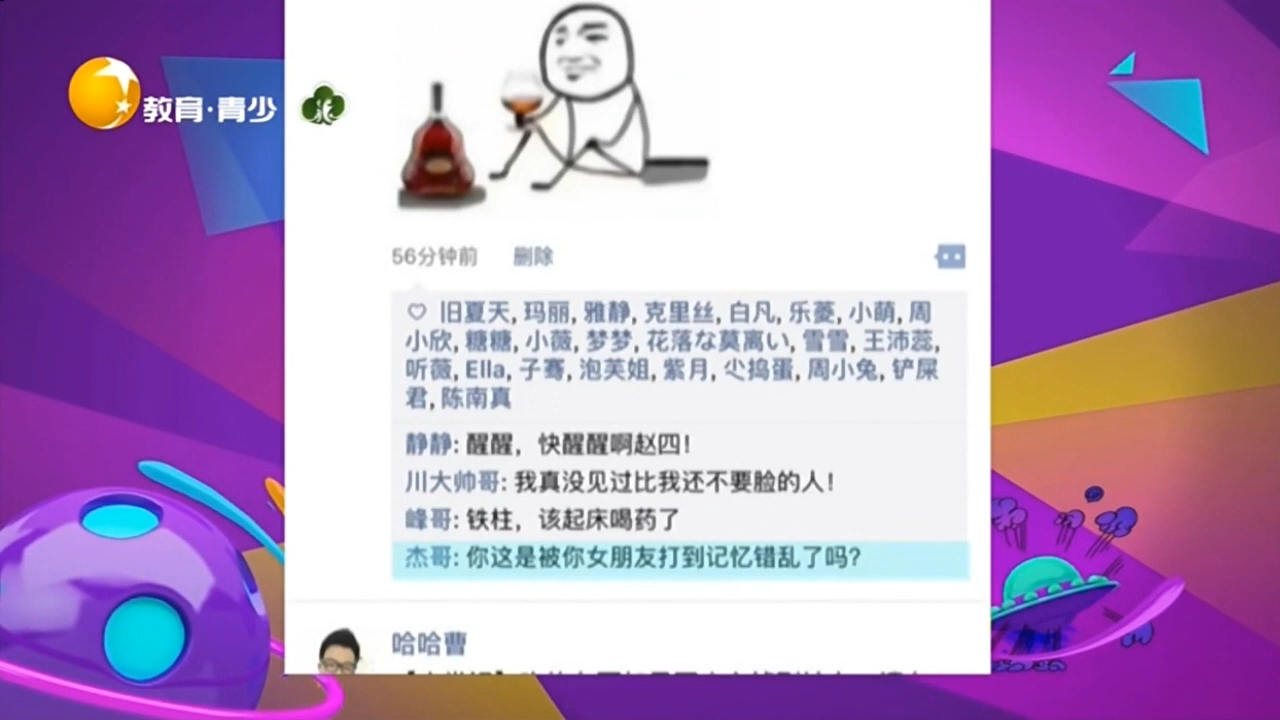 教育·青少
56分钟前 删除
旧夏天, 玛丽, 雅静, 克里丝, 白凡, 乐菱, 小萌, 周
小欣, 糖糖, 小薇, 梦梦, 花落な莫离い, 雪雪, 王沛蕊,
听薇, Ella, 子骞, 泡芙姐, 紫月, 尐捣蛋, 周小兔, 铲屎
君, 陈南真
静静: 醒醒，快醒醒啊赵四！
川大帅哥: 我真没见过比我还不要脸的人！
峰哥: 铁柱，该起床喝药了
杰哥: 你这是被你女朋友打到记忆错乱了吗？
哈哈曹